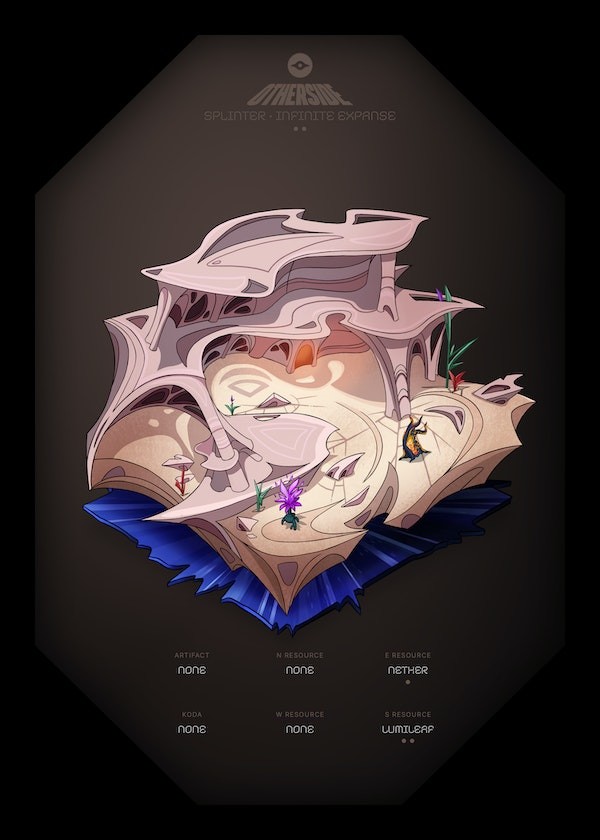 OTHERSIDE
SPLINTER · INFINITE EXPANSE
ARTIFACT N RESOURCE E RESOURCE
NONE NONE NETHER
KODA W RESOURCE S RESOURCE
NONE NONE LUMILEAF